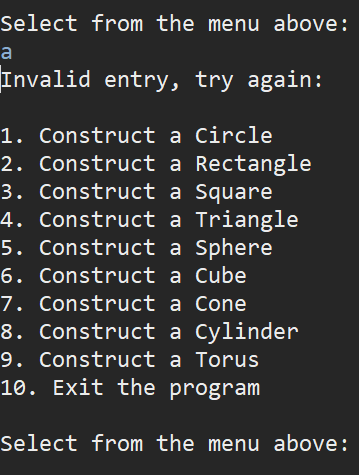 Select from the menu above:
a
Invalid entry, try again:
1. Construct a Circle
2. Construct a Rectangle
3. Construct a Square
4. Construct a Triangle
5. Construct a Sphere
6. Construct a Cube
7. Construct a Cone
8. Construct a Cylinder
9. Construct a Torus
10. Exit the program
Select from the menu above: